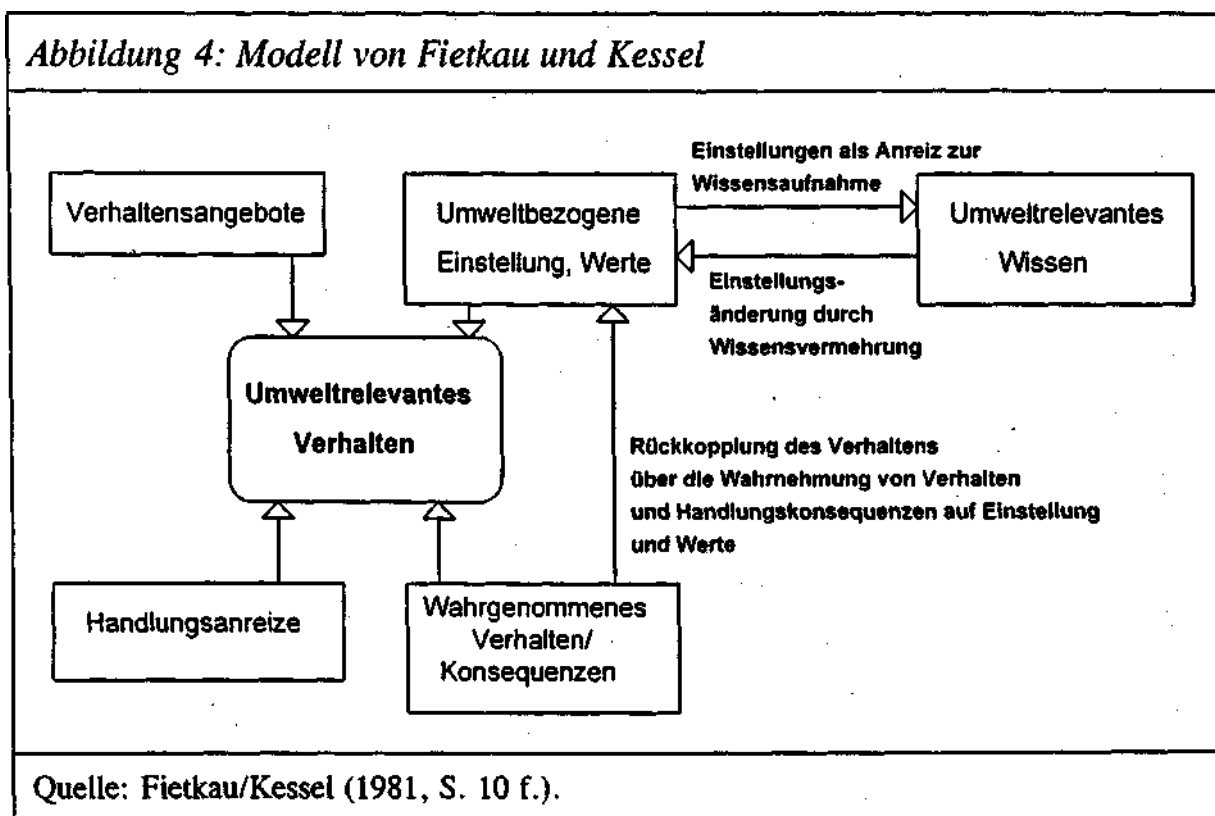 Abbildung 4: Modell von Fietkau und Kessel
Einstellungen als Anreiz zur
Wissensaufnahme
Verhaltensangebote
Umweltbezogene
Einstellung, Werte
Umweltrelevantes
Wissen
Einstellungs-
änderung durch
Wissensvermehrung
Umweltrelevantes
Verhalten
Rückkopplung des Verhaltens
über die Wahrnehmung von Verhalten
und Handlungskonsequenzen auf Einstellung
und Werte
Handlungsanreize
Wahrgenommenes
Verhalten/
Konsequenzen
Quelle: Fietkau/Kessel (1981, S. 10 f.).